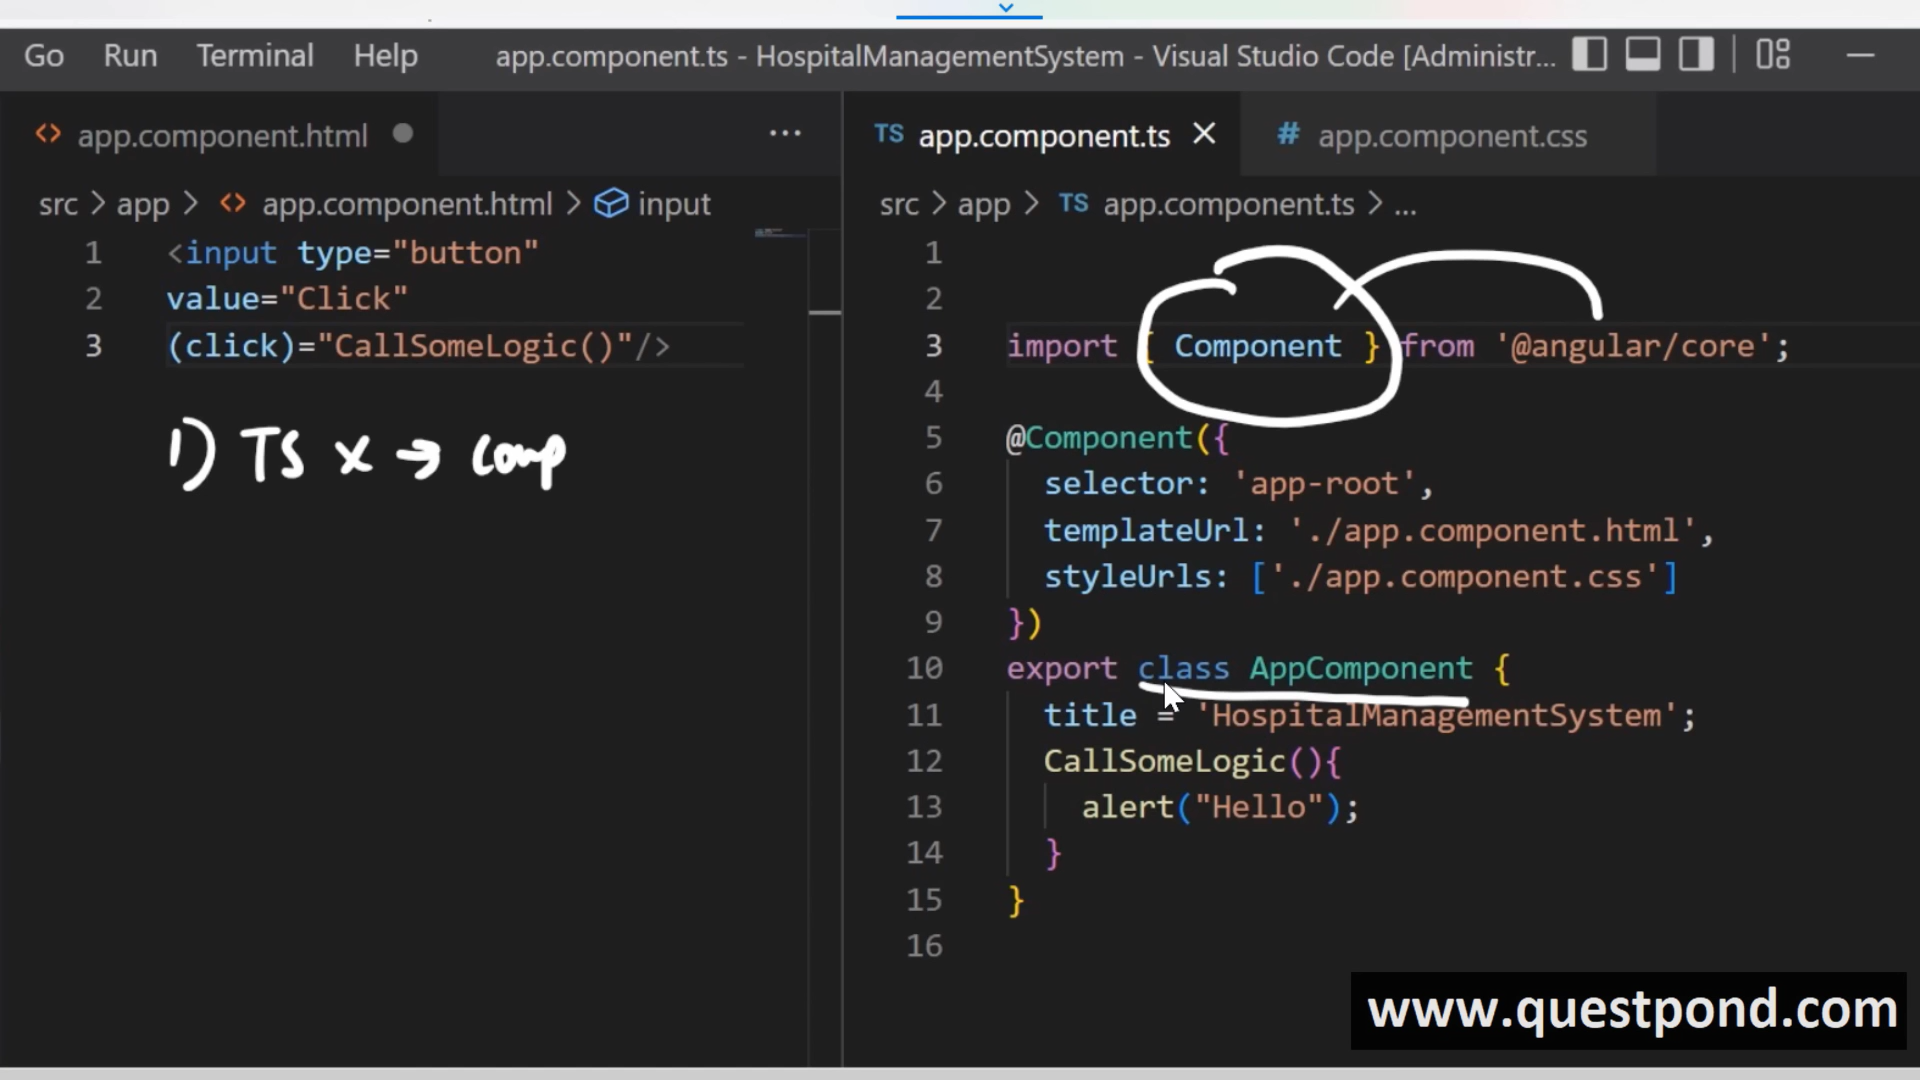 Go Run Terminal Help app.component.ts - HospitalManagementSystem - Visual Studio Code [Administr...
app.component.html
src > app > app.component.html > input
1 <input type="button"
2 value="Click"
3 (click)="CallSomeLogic()"/>
1) TS x → comp
TS app.component.ts
# app.component.css
src > app > TS app.component.ts > ...
1
2
3 import { Component } from '@angular/core';
4
5 @Component({
6 selector: 'app-root',
7 templateUrl: './app.component.html',
8 styleUrls: ['./app.component.css']
9 })
10 export class AppComponent {
11 title = 'HospitalManagementSystem';
12 CallSomeLogic(){
13 alert("Hello");
14 }
15 }
16
www.questpond.com